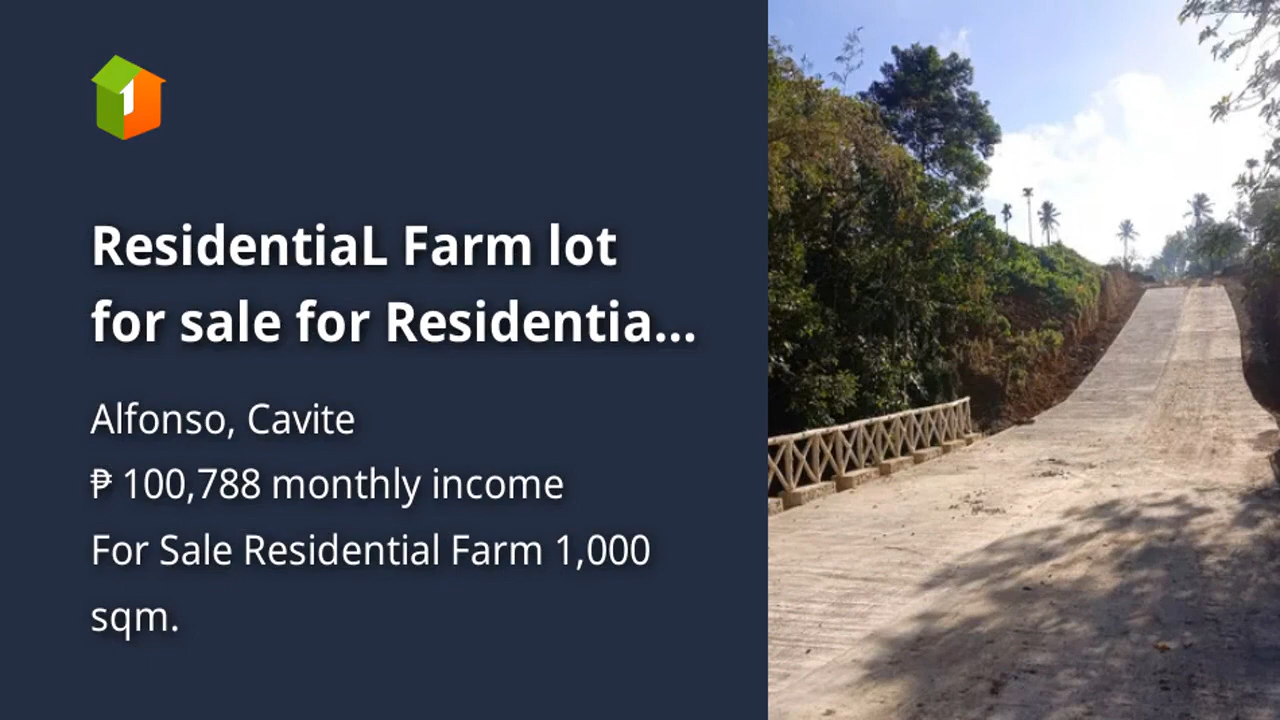 ResidentiaL Farm lot
for sale for Residentia...
Alfonso, Cavite
₱ 100,788 monthly income
For Sale Residential Farm 1,000
sqm.